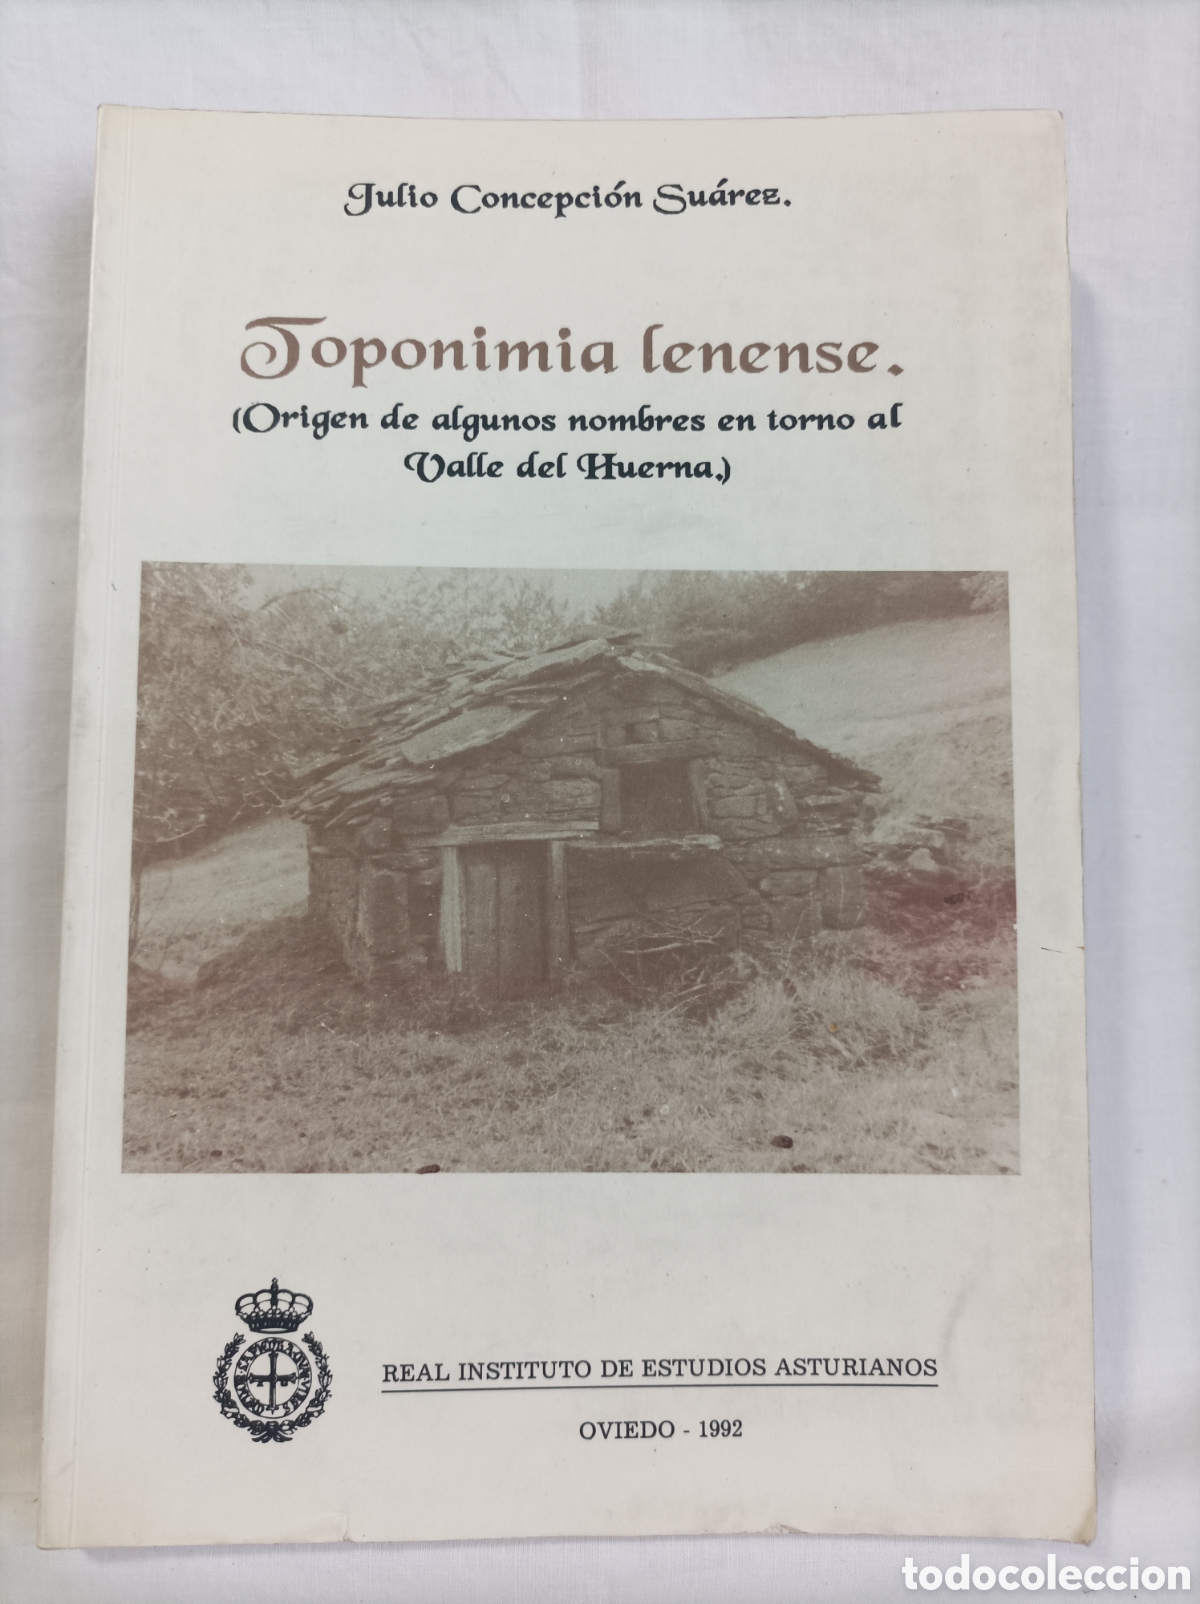 Julio Concepción Suárez.
Toponimia lenense.
(Origen de algunos nombres en torno al
Valle del Huerna.)
REAL INSTITUTO DE ESTUDIOS ASTURIANOS
OVIEDO - 1992
todocoleccion